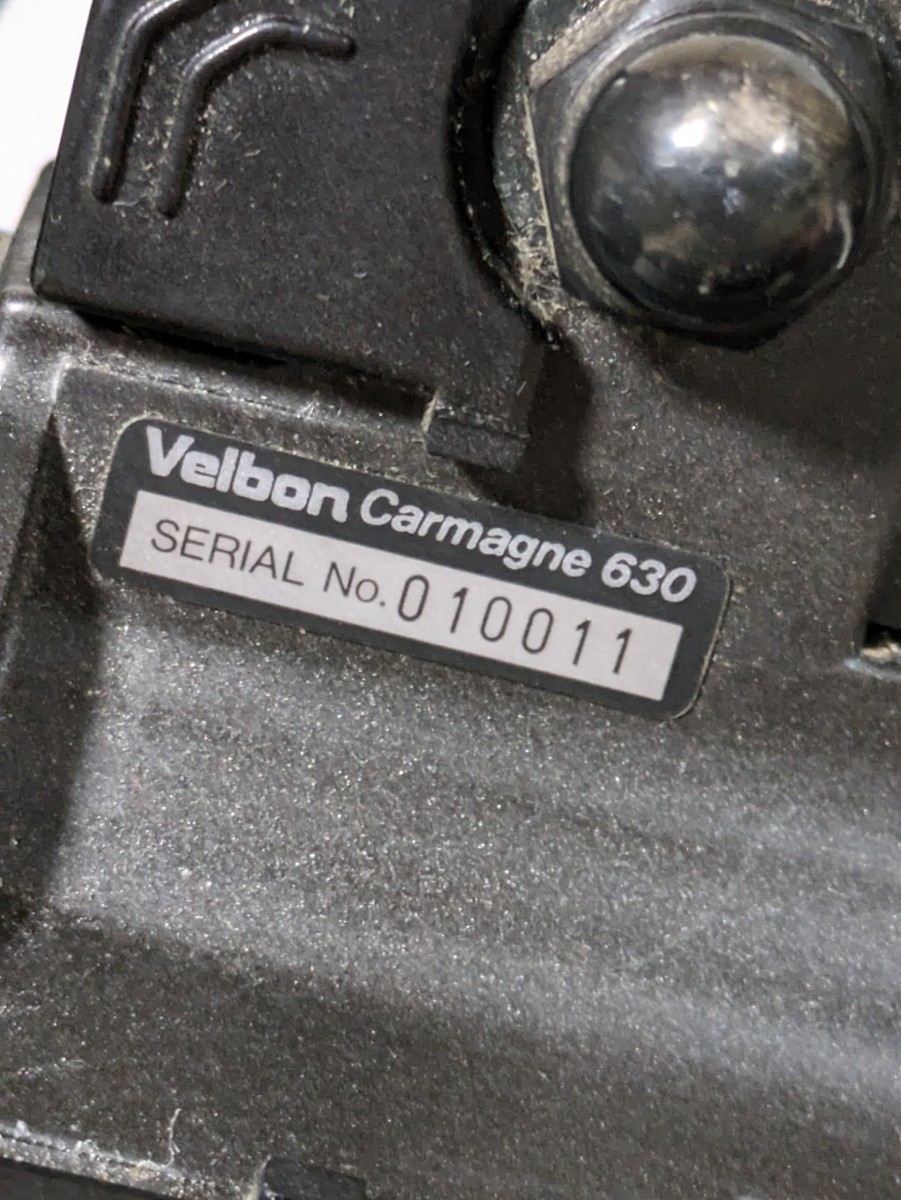 Velbon Carmagne 630
SERIAL No. 010011